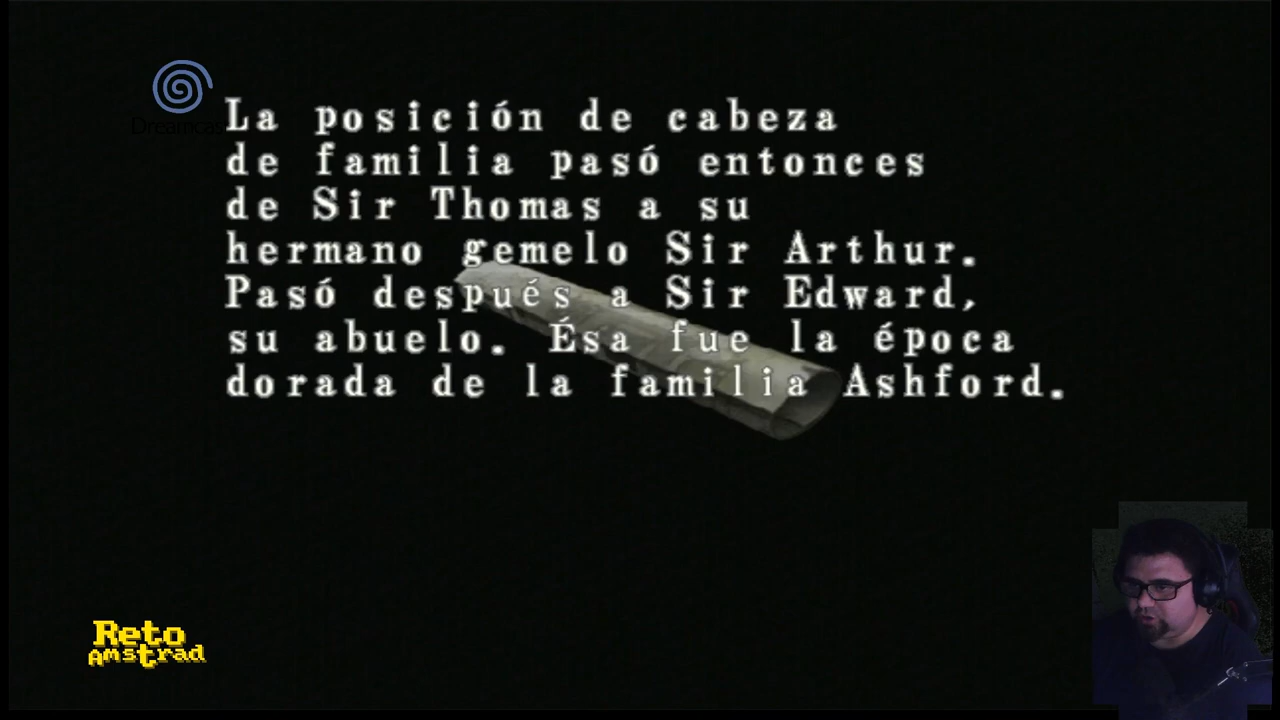 Dreamcas
La posición de cabeza
de familia pasó entonces
de Sir Thomas a su
hermano gemelo Sir Arthur.
Pasó después a Sir Edward,
su abuelo. Ésa fue la época
dorada de la familia Ashford.
Reto
Amstrad